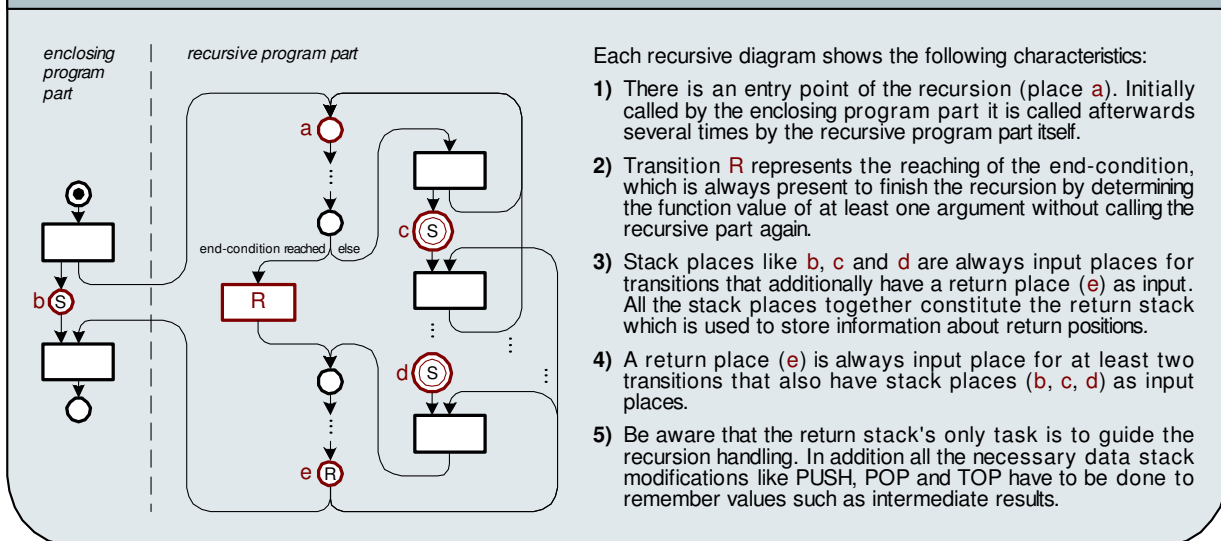 enclosing
program
part
recursive program part
a
end-condition reached
else
R
b
S
c
S
d
S
e
R
Each recursive diagram shows the following characteristics:
1) There is an entry point of the recursion (place a). Initially
called by the enclosing program part it is called afterwards
several times by the recursive program part itself.
2) Transition R represents the reaching of the end-condition,
which is always present to finish the recursion by determining
the function value of at least one argument without calling the
recursive part again.
3) Stack places like b, c and d are always input places for
transitions that additionally have a return place (e) as input.
All the stack places together constitute the return stack
which is used to store information about return positions.
4) A return place (e) is always input place for at least two
transitions that also have stack places (b, c, d) as input
places.
5) Be aware that the return stack's only task is to guide the
recursion handling. In addition all the necessary data stack
modifications like PUSH, POP and TOP have to be done to
remember values such as intermediate results.